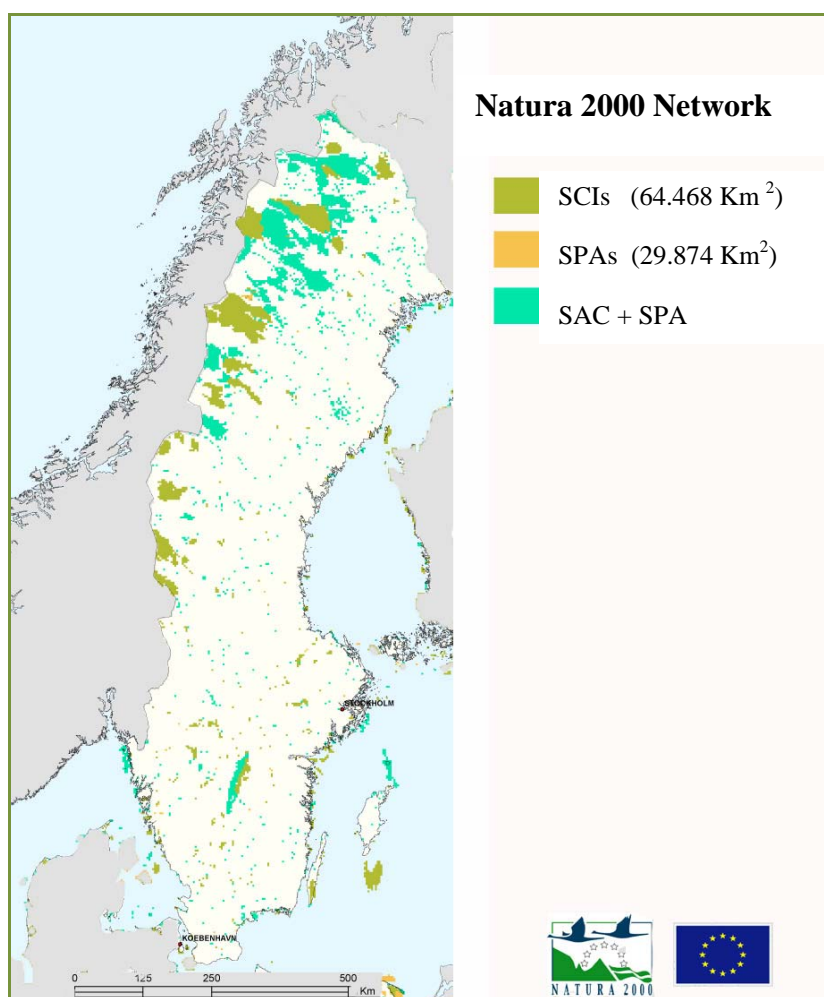 Natura 2000 Network
SCIs (64.468 Km ²)
SPAs (29.874 Km²)
SAC + SPA
STOCKHOLM
KOEBENHAVN
0 125 250 500
Km
NATURA 2000